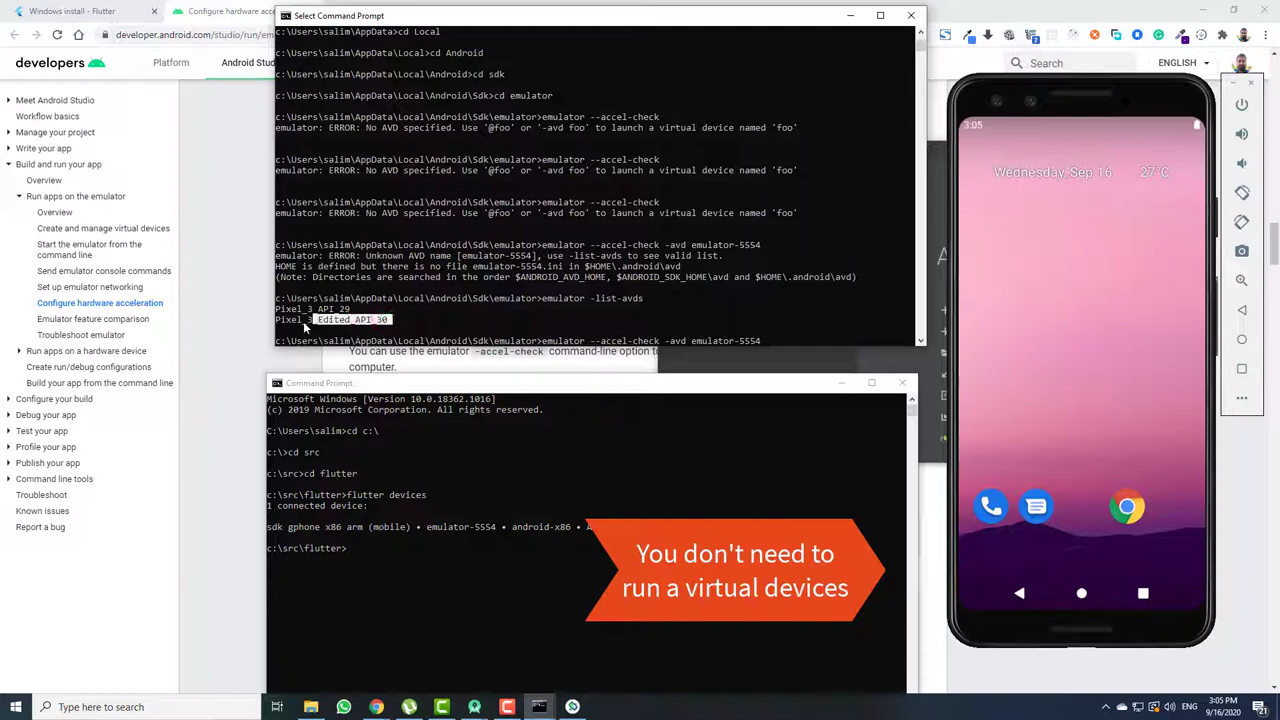 windows 10 - Flutter
Configure hardware acce
developer.android.com/studio/run/em
developers
Platform
Android Stud
Search
ENGLISH
Meet Android Studio
Workflow basics
Manage your project
Write your app
Build and run your app
Overview
Run apps on the emulator
Overview
Create and manage virtual devices
Start the emulator from the
command line
Send emulator console commands
Set up emulator networking
Configure hardware acceleration
Emulator feature comparison
Troubleshoot emulator
Run apps on a hardware device
Create run/debug configurations
Build your app from the command line
Configure your build
Debug your app
Test your app
Profile your app
Publish your app
Command line tools
Troubleshoot
Known issues
Report a bug
Select Command Prompt
c:\Users\salim\AppData>cd Local
c:\Users\salim\AppData\Local>cd Android
c:\Users\salim\AppData\Local\Android>cd sdk
c:\Users\salim\AppData\Local\Android\Sdk>cd emulator
c:\Users\salim\AppData\Local\Android\Sdk\emulator>emulator --accel-check
emulator: ERROR: No AVD specified. Use '@foo' or '-avd foo' to launch a virtual device named 'foo'
c:\Users\salim\AppData\Local\Android\Sdk\emulator>emulator --accel-check
emulator: ERROR: No AVD specified. Use '@foo' or '-avd foo' to launch a virtual device named 'foo'
c:\Users\salim\AppData\Local\Android\Sdk\emulator>emulator --accel-check
emulator: ERROR: No AVD specified. Use '@foo' or '-avd foo' to launch a virtual device named 'foo'
c:\Users\salim\AppData\Local\Android\Sdk\emulator>emulator --accel-check -avd emulator-5554
emulator: ERROR: Unknown AVD name [emulator-5554], use -list-avds to see valid list.
HOME is defined but there is no file emulator-5554.ini in $HOME\.android\avd
(Note: Directories are searched in the order $ANDROID_AVD_HOME, $ANDROID_SDK_HOME\avd and $HOME\.android\avd)
c:\Users\salim\AppData\Local\Android\Sdk\emulator>emulator -list-avds
Pixel_3_API_29
Pixel_3_Edited_API_30
c:\Users\salim\AppData\Local\Android\Sdk\emulator>emulator --accel-check -avd emulator-5554
You can use the emulator -accel-check command-line option to
computer.
Command Prompt
Microsoft Windows [Version 10.0.18362.1016]
(c) 2019 Microsoft Corporation. All rights reserved.
C:\Users\salim>cd c:\
c:\>cd src
c:\src>cd flutter
c:\src\flutter>flutter devices
1 connected device:
sdk gphone x86 arm (mobile) • emulator-5554 • android-x86 • A
c:\src\flutter>
You don't need to
run a virtual devices
3:05
Wednesday, Sep 16 27°C
Type here to search
ENG
3:05 PM
9/16/2020